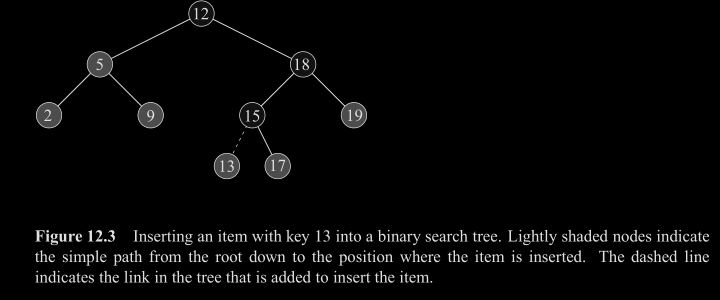 12
5 18
2 9 15 19
13 17
Figure 12.3 Inserting an item with key 13 into a binary search tree. Lightly shaded nodes indicate
the simple path from the root down to the position where the item is inserted. The dashed line
indicates the link in the tree that is added to insert the item.